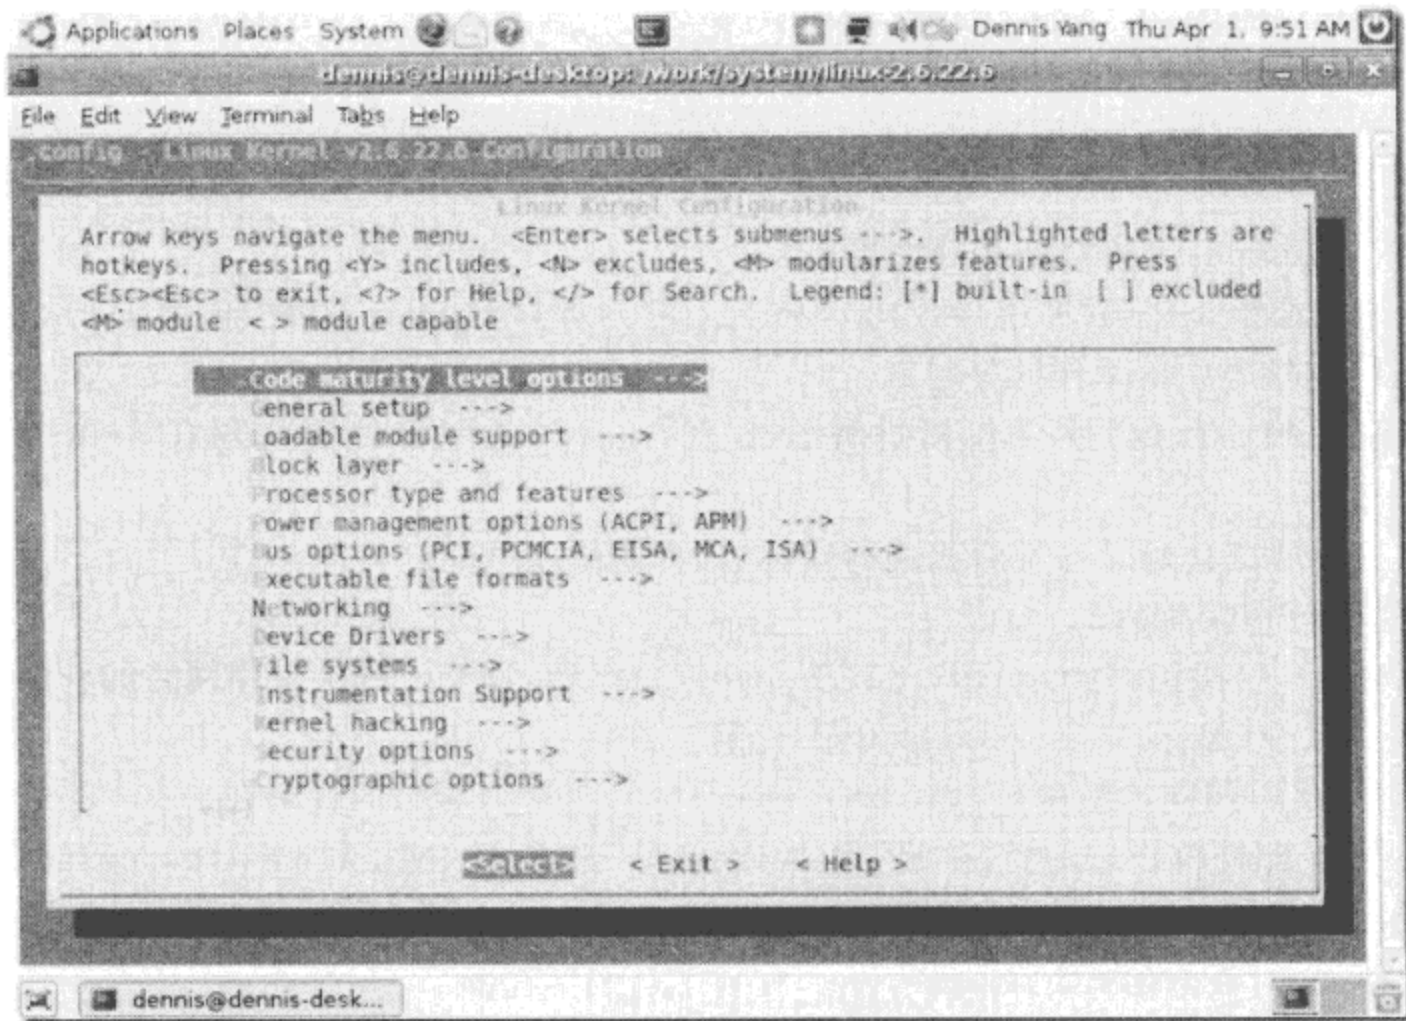 Applications Places System Dennis Yang Thu Apr 1, 9:51 AM
dennis@dennis-desktop: /work/system/linux-2.6.22.6
File Edit View Terminal Tabs Help
.config - Linux Kernel v2.6.22.6 Configuration
Linux Kernel Configuration
Arrow keys navigate the menu. <Enter> selects submenus --->. Highlighted letters are
hotkeys. Pressing <Y> includes, <N> excludes, <M> modularizes features. Press
<Esc><Esc> to exit, <?> for Help, </> for Search. Legend: [*] built-in [ ] excluded
<M> module < > module capable
Code maturity level options --->
General setup --->
Loadable module support --->
Block layer --->
Processor type and features --->
Power management options (ACPI, APM) --->
Bus options (PCI, PCMCIA, EISA, MCA, ISA) --->
Executable file formats --->
Networking --->
Device Drivers --->
File systems --->
Instrumentation Support --->
Kernel hacking --->
Security options --->
Cryptographic options --->
<Select> < Exit > < Help >
dennis@dennis-desk...